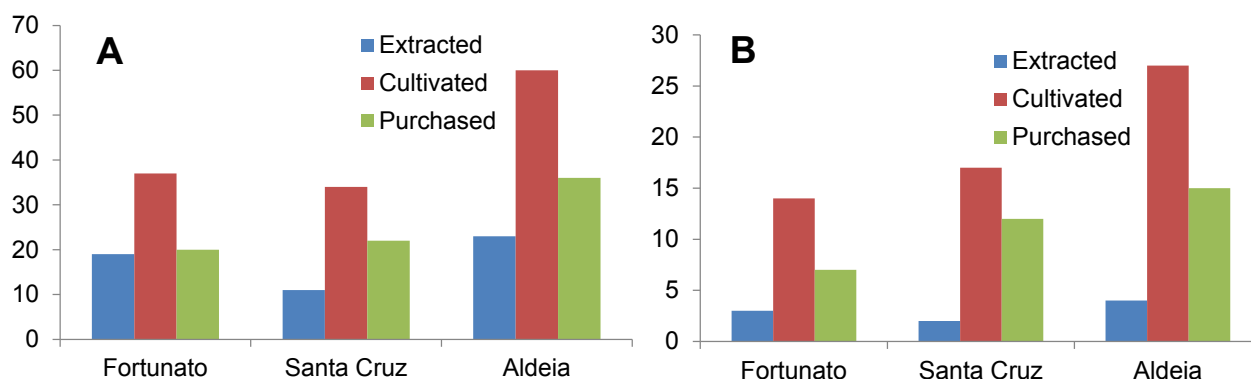 A
70
60
50
40
30
20
10
0
Extracted
Cultivated
Purchased
Fortunato Santa Cruz Aldeia
B
30
25
20
15
10
5
0
Extracted
Cultivated
Purchased
Fortunato Santa Cruz Aldeia